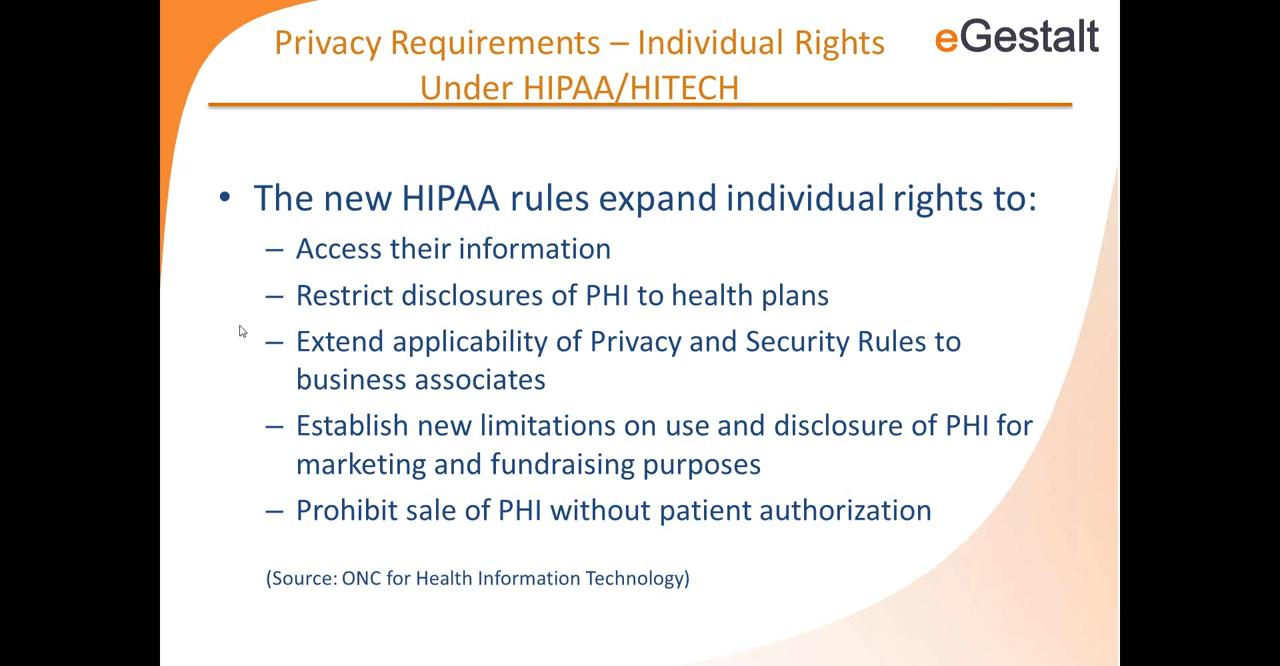 Privacy Requirements – Individual Rights
Under HIPAA/HITECH
eGestalt
• The new HIPAA rules expand individual rights to:
– Access their information
– Restrict disclosures of PHI to health plans
– Extend applicability of Privacy and Security Rules to
business associates
– Establish new limitations on use and disclosure of PHI for
marketing and fundraising purposes
– Prohibit sale of PHI without patient authorization
(Source: ONC for Health Information Technology)